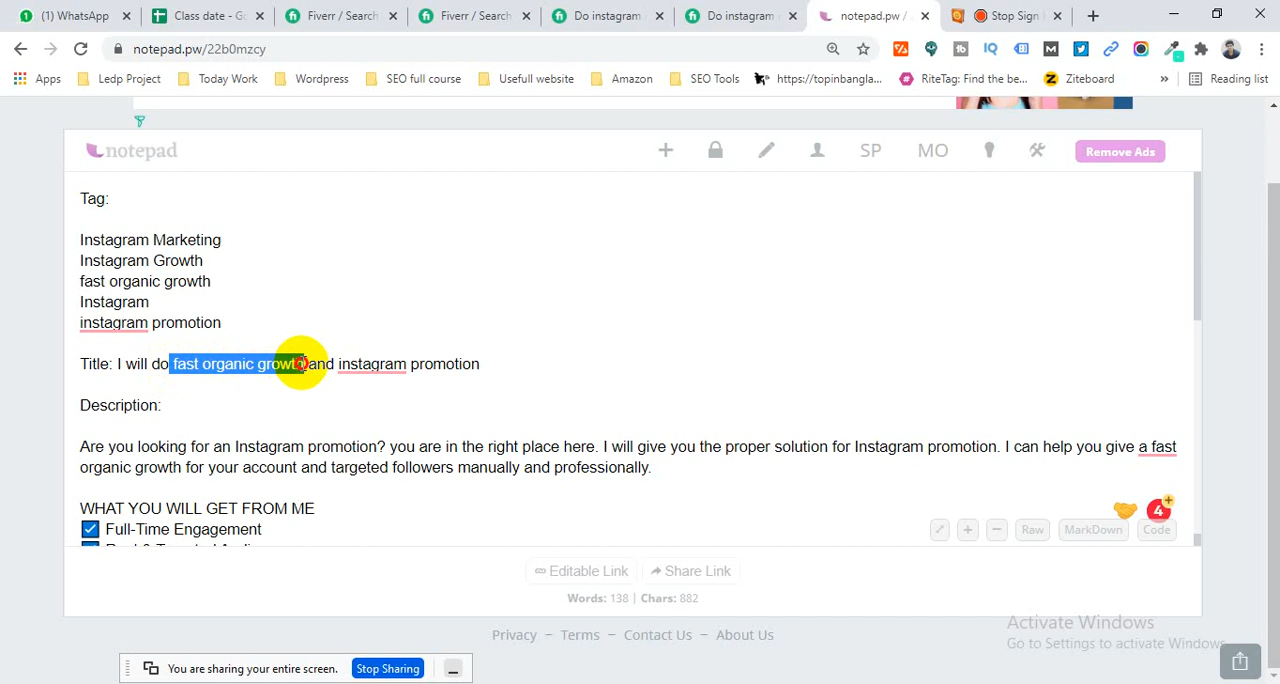 (1) WhatsApp
Class date - Go
Fiverr / Search
Fiverr / Search
Do instagram
Do instagram
notepad.pw /
Stop Sign
notepad.pw/22b0mzcy
Apps
Ledp Project
Today Work
Wordpress
SEO full course
Usefull website
Amazon
SEO Tools
https://topinbangla...
RiteTag: Find the be...
Ziteboard
»
Reading list
notepad
SP
MO
Remove Ads
Tag:
Instagram Marketing
Instagram Growth
fast organic growth
Instagram
instagram promotion
Title: I will do fast organic growth and instagram promotion
Description:
Are you looking for an Instagram promotion? you are in the right place here. I will give you the proper solution for Instagram promotion. I can help you give a fast
organic growth for your account and targeted followers manually and professionally.
WHAT YOU WILL GET FROM ME
Full-Time Engagement
4
Raw
MarkDown
Code
Editable Link
Share Link
Words: 138 | Chars: 882
Activate Windows
Go to Settings to activate Windows.
Privacy – Terms – Contact Us – About Us
You are sharing your entire screen.
Stop Sharing